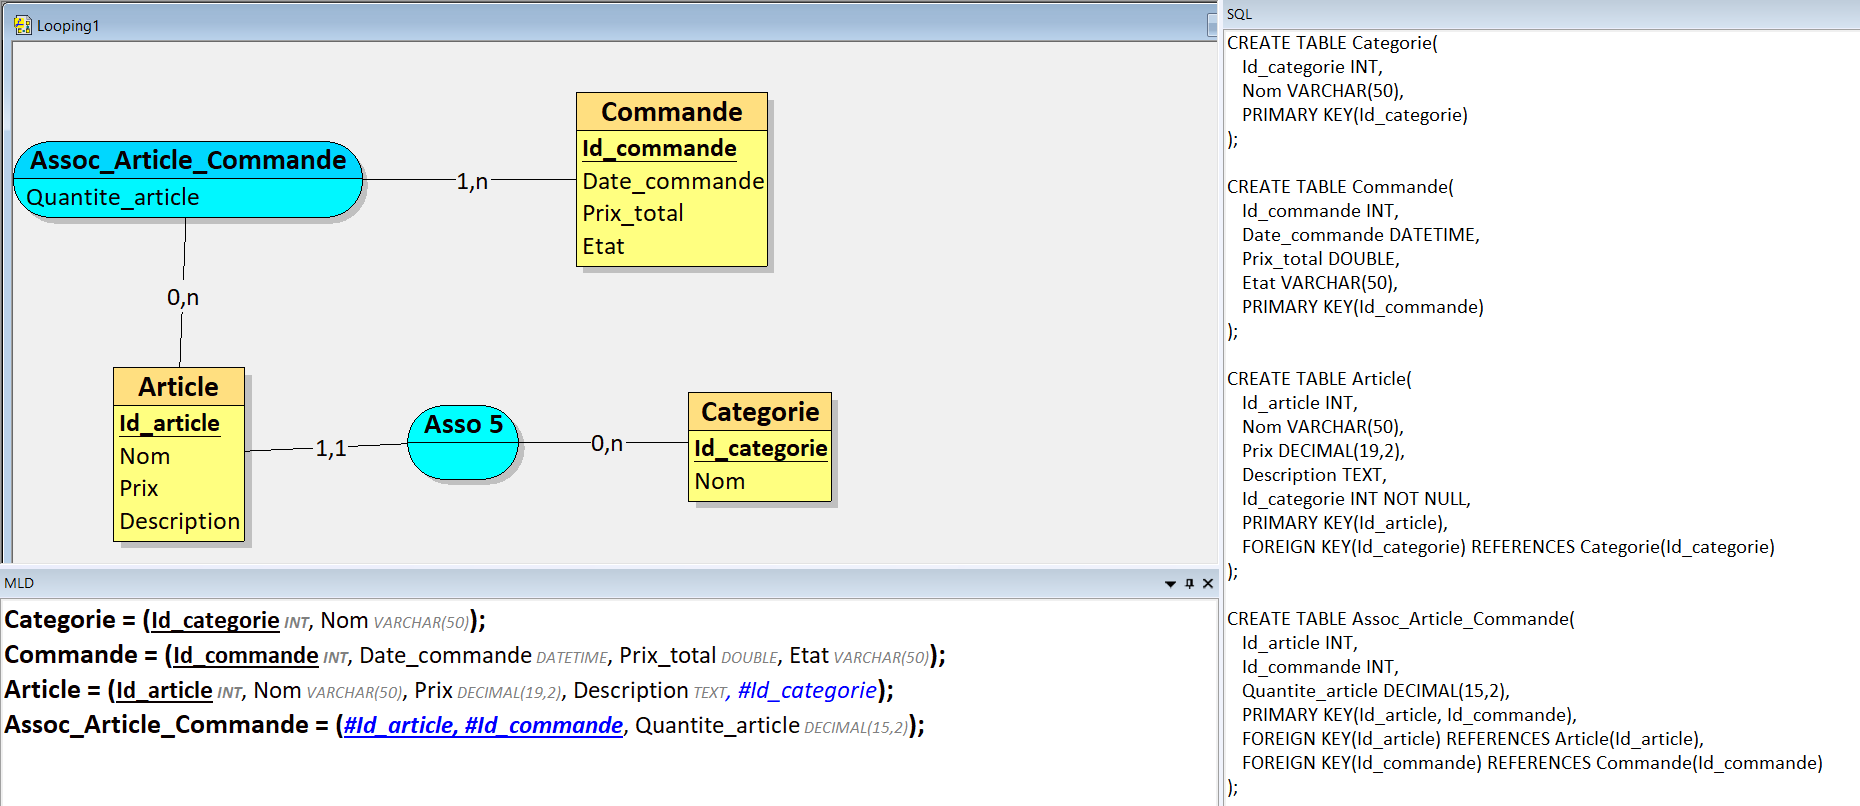 Looping1
Assoc_Article_Commande
Quantite_article
1,n
Commande
Id_commande
Date_commande
Prix_total
Etat
0,n
Article
Id_article
Nom
Prix
Description
1,1
Asso 5
0,n
Categorie
Id_categorie
Nom
MLD
Categorie = (Id_categorie INT, Nom VARCHAR(50));
Commande = (Id_commande INT, Date_commande DATETIME, Prix_total DOUBLE, Etat VARCHAR(50));
Article = (Id_article INT, Nom VARCHAR(50), Prix DECIMAL(19,2), Description TEXT, #Id_categorie);
Assoc_Article_Commande = (#Id_article, #Id_commande, Quantite_article DECIMAL(15,2));
SQL
CREATE TABLE Categorie(
Id_categorie INT,
Nom VARCHAR(50),
PRIMARY KEY(Id_categorie)
);
CREATE TABLE Commande(
Id_commande INT,
Date_commande DATETIME,
Prix_total DOUBLE,
Etat VARCHAR(50),
PRIMARY KEY(Id_commande)
);
CREATE TABLE Article(
Id_article INT,
Nom VARCHAR(50),
Prix DECIMAL(19,2),
Description TEXT,
Id_categorie INT NOT NULL,
PRIMARY KEY(Id_article),
FOREIGN KEY(Id_categorie) REFERENCES Categorie(Id_categorie)
);
CREATE TABLE Assoc_Article_Commande(
Id_article INT,
Id_commande INT,
Quantite_article DECIMAL(15,2),
PRIMARY KEY(Id_article, Id_commande),
FOREIGN KEY(Id_article) REFERENCES Article(Id_article),
FOREIGN KEY(Id_commande) REFERENCES Commande(Id_commande)
);